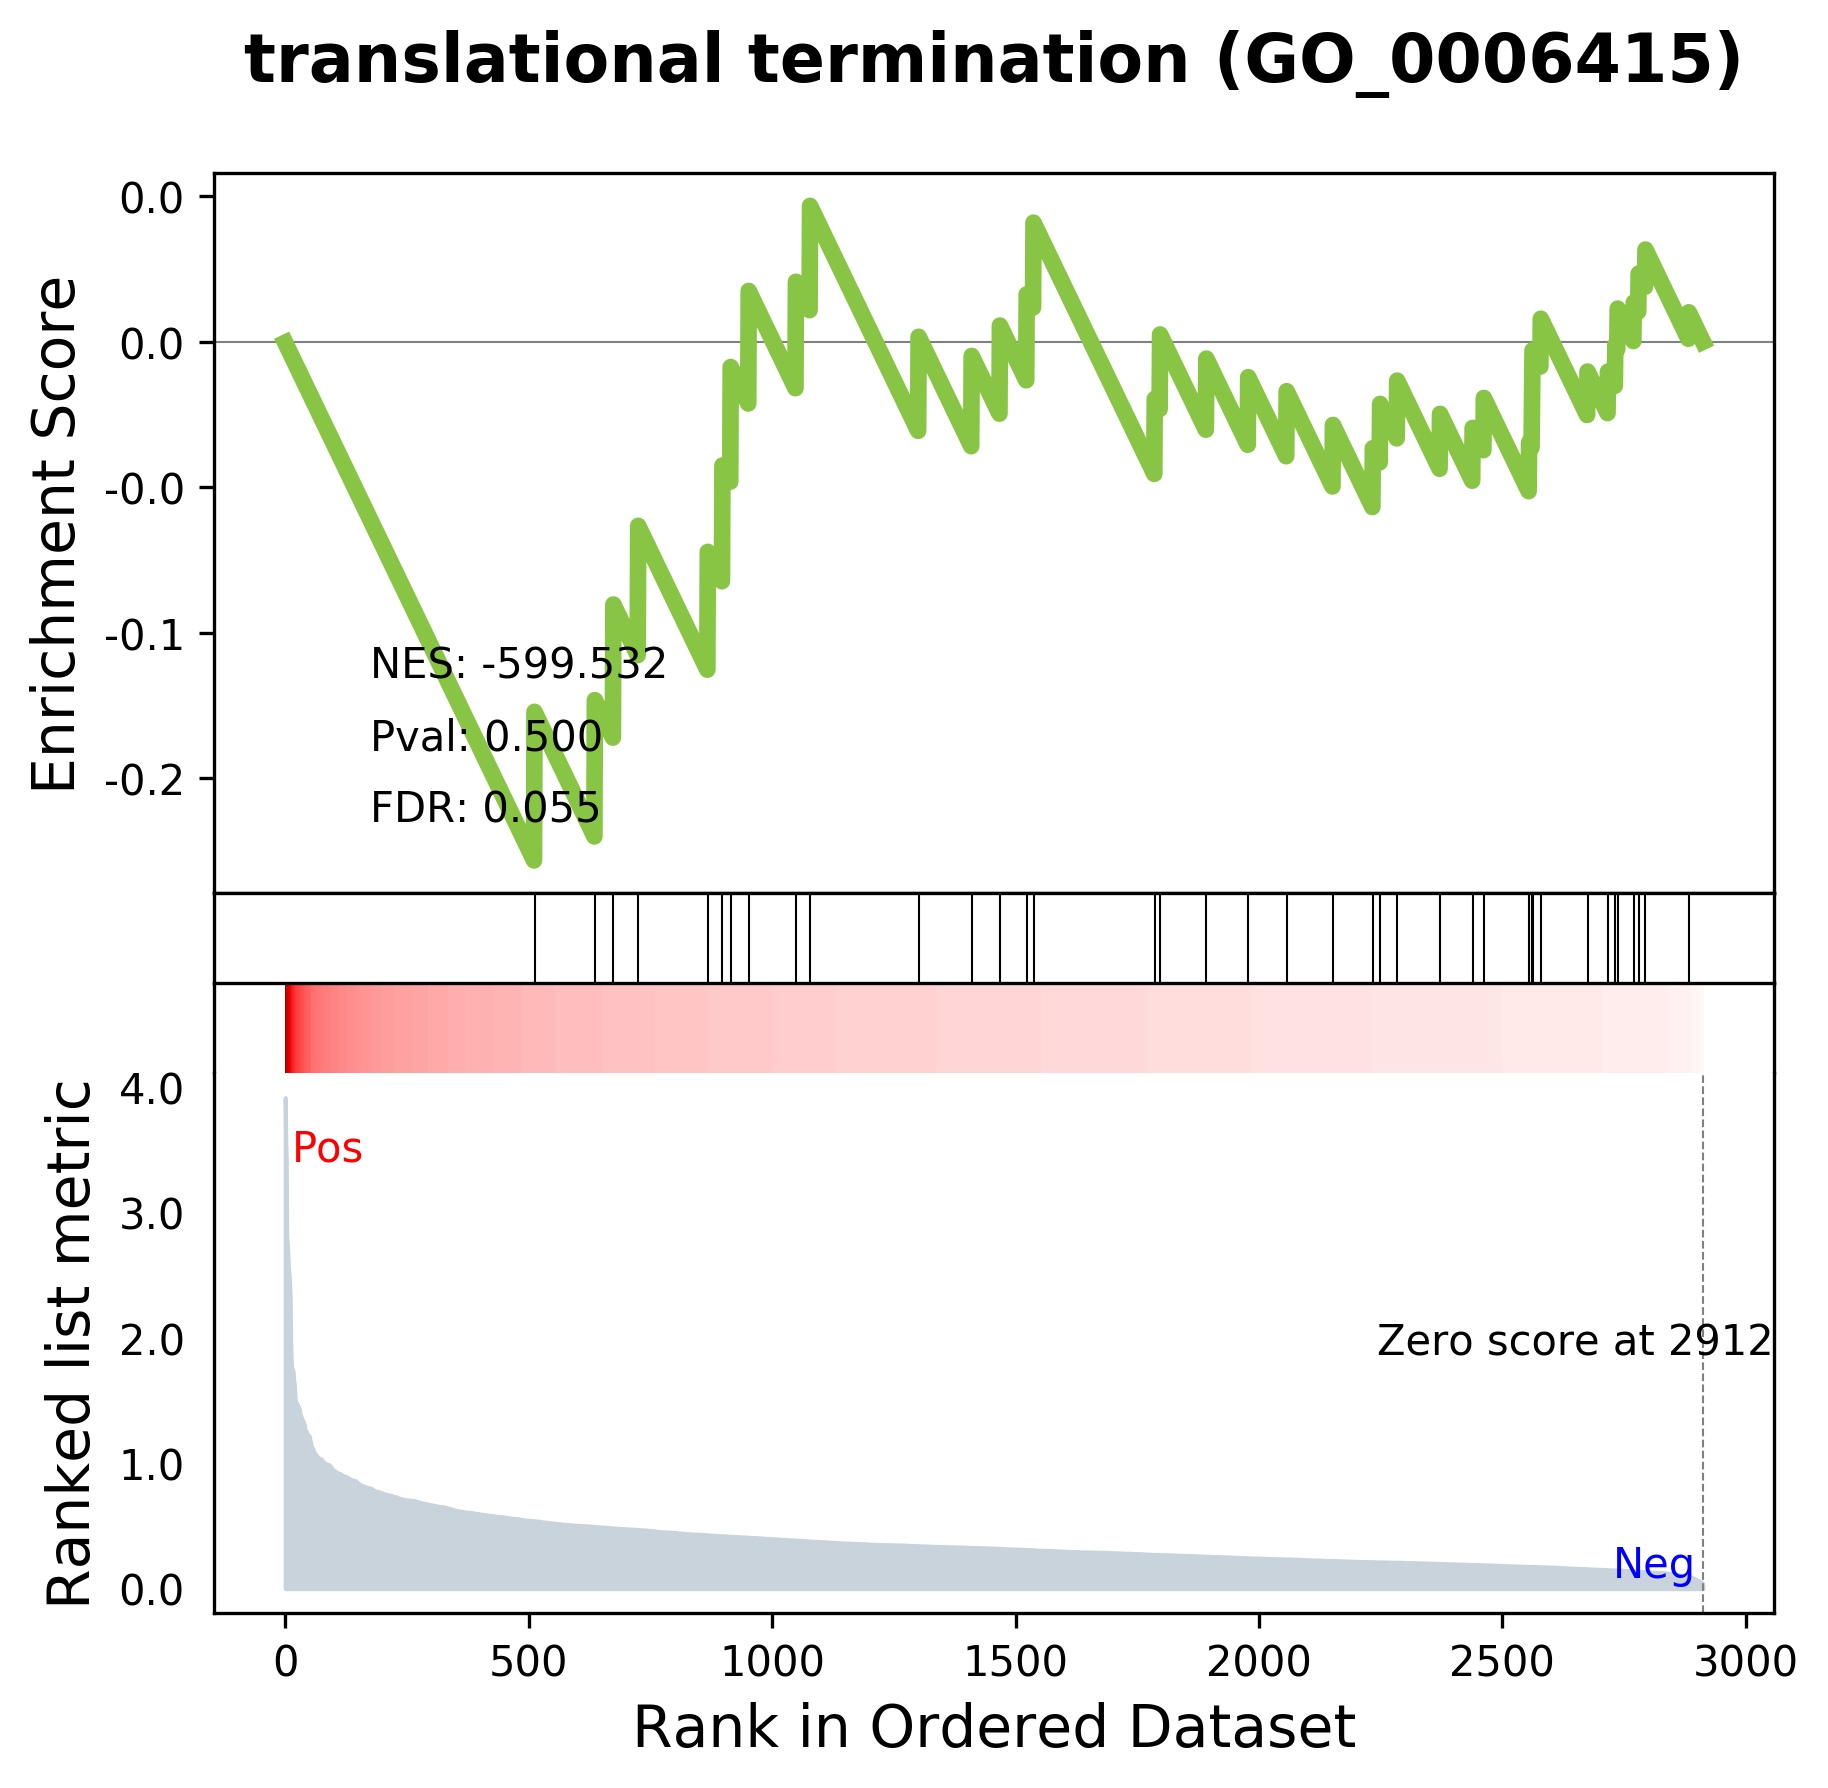 translational termination (GO_0006415)
Enrichment Score
0.0
0.0
-0.0
-0.1
-0.2
NES: -599.532
Pval: 0.500
FDR: 0.055
Ranked list metric
4.0
3.0
2.0
1.0
0.0
Pos
Zero score at 2912
Neg
0 500 1000 1500 2000 2500 3000
Rank in Ordered Dataset